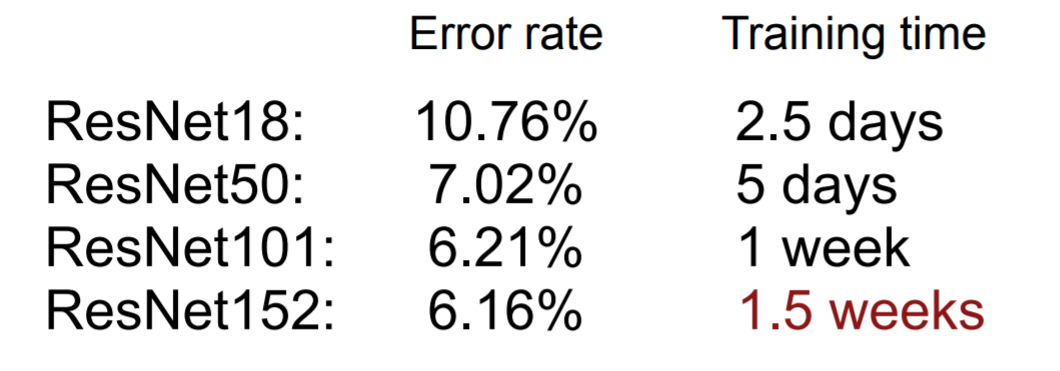 Error rate Training time
ResNet18: 10.76% 2.5 days
ResNet50: 7.02% 5 days
ResNet101: 6.21% 1 week
ResNet152: 6.16% 1.5 weeks